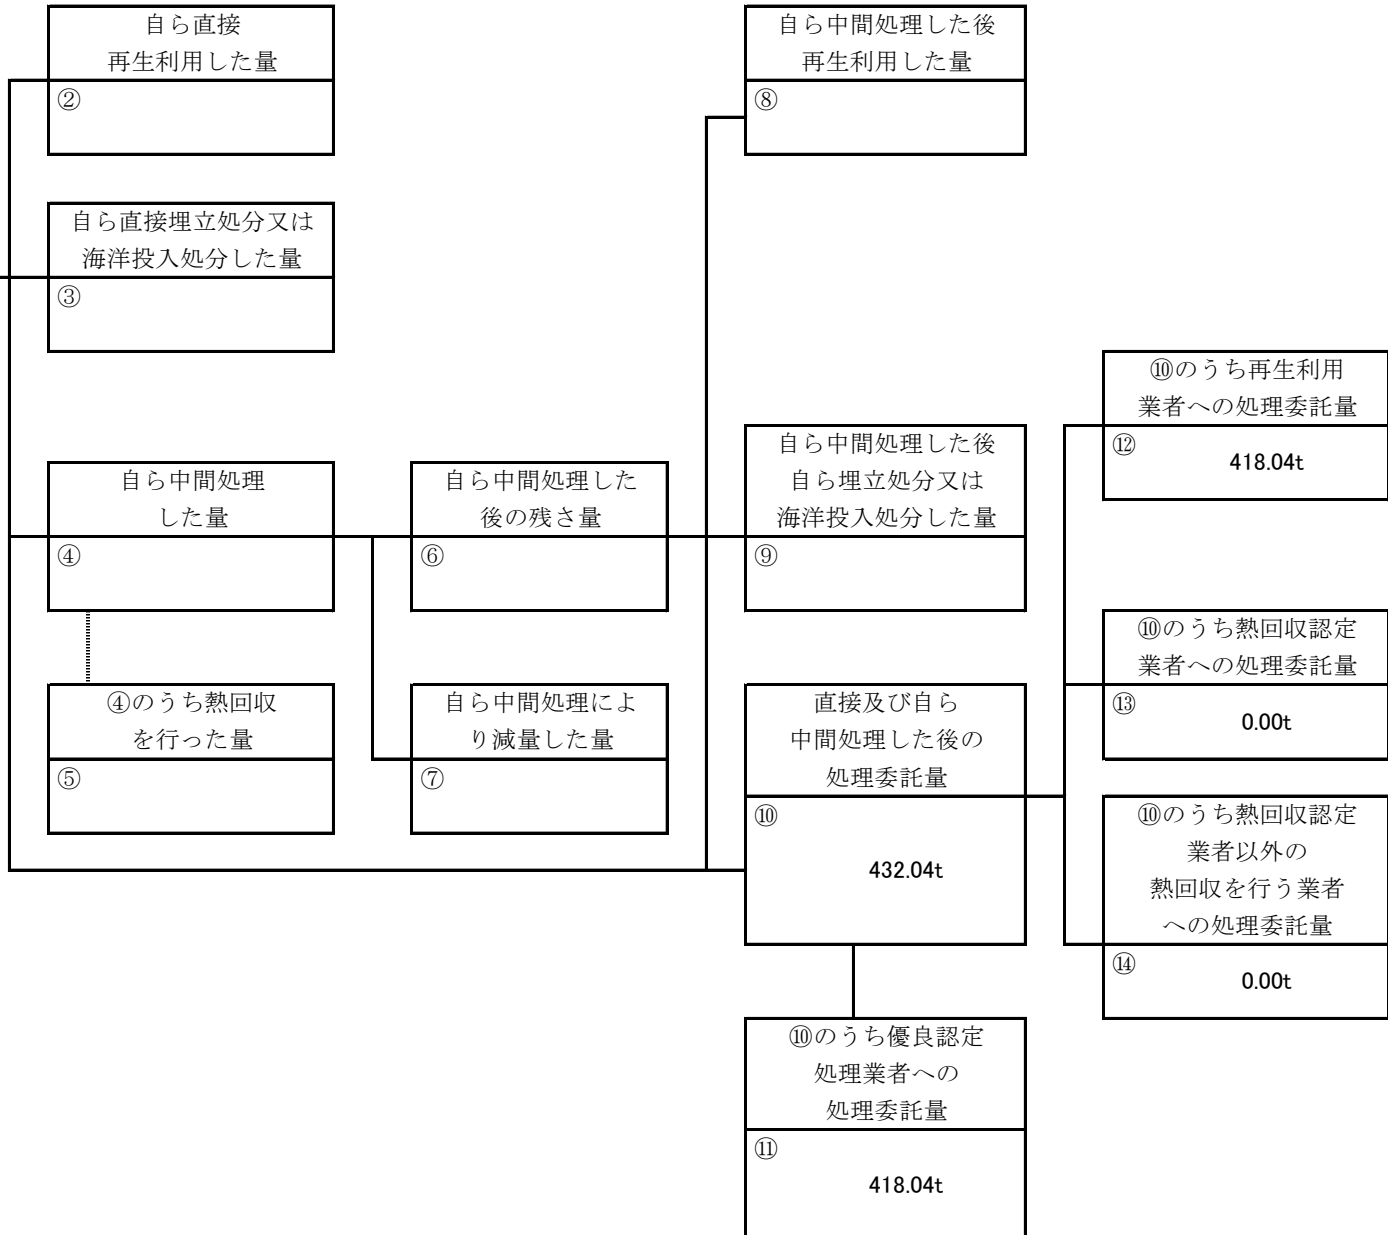 自ら直接
再生利用した量
②
自ら中間処理した後
再生利用した量
⑧
自ら直接埋立処分又は
海洋投入処分した量
③
⑩のうち再生利用
業者への処理委託量
⑫
418.04t
自ら中間処理
した量
④
自ら中間処理した
後の残さ量
⑥
自ら中間処理した後
自ら埋立処分又は
海洋投入処分した量
⑨
⑩のうち熱回収認定
業者への処理委託量
⑬
0.00t
④のうち熱回収
を行った量
⑤
自ら中間処理によ
り減量した量
⑦
直接及び自ら
中間処理した後の
処理委託量
⑩
432.04t
⑩のうち熱回収認定
業者以外の
熱回収を行う業者
への処理委託量
⑭
0.00t
⑩のうち優良認定
処理業者への
処理委託量
⑪
418.04t